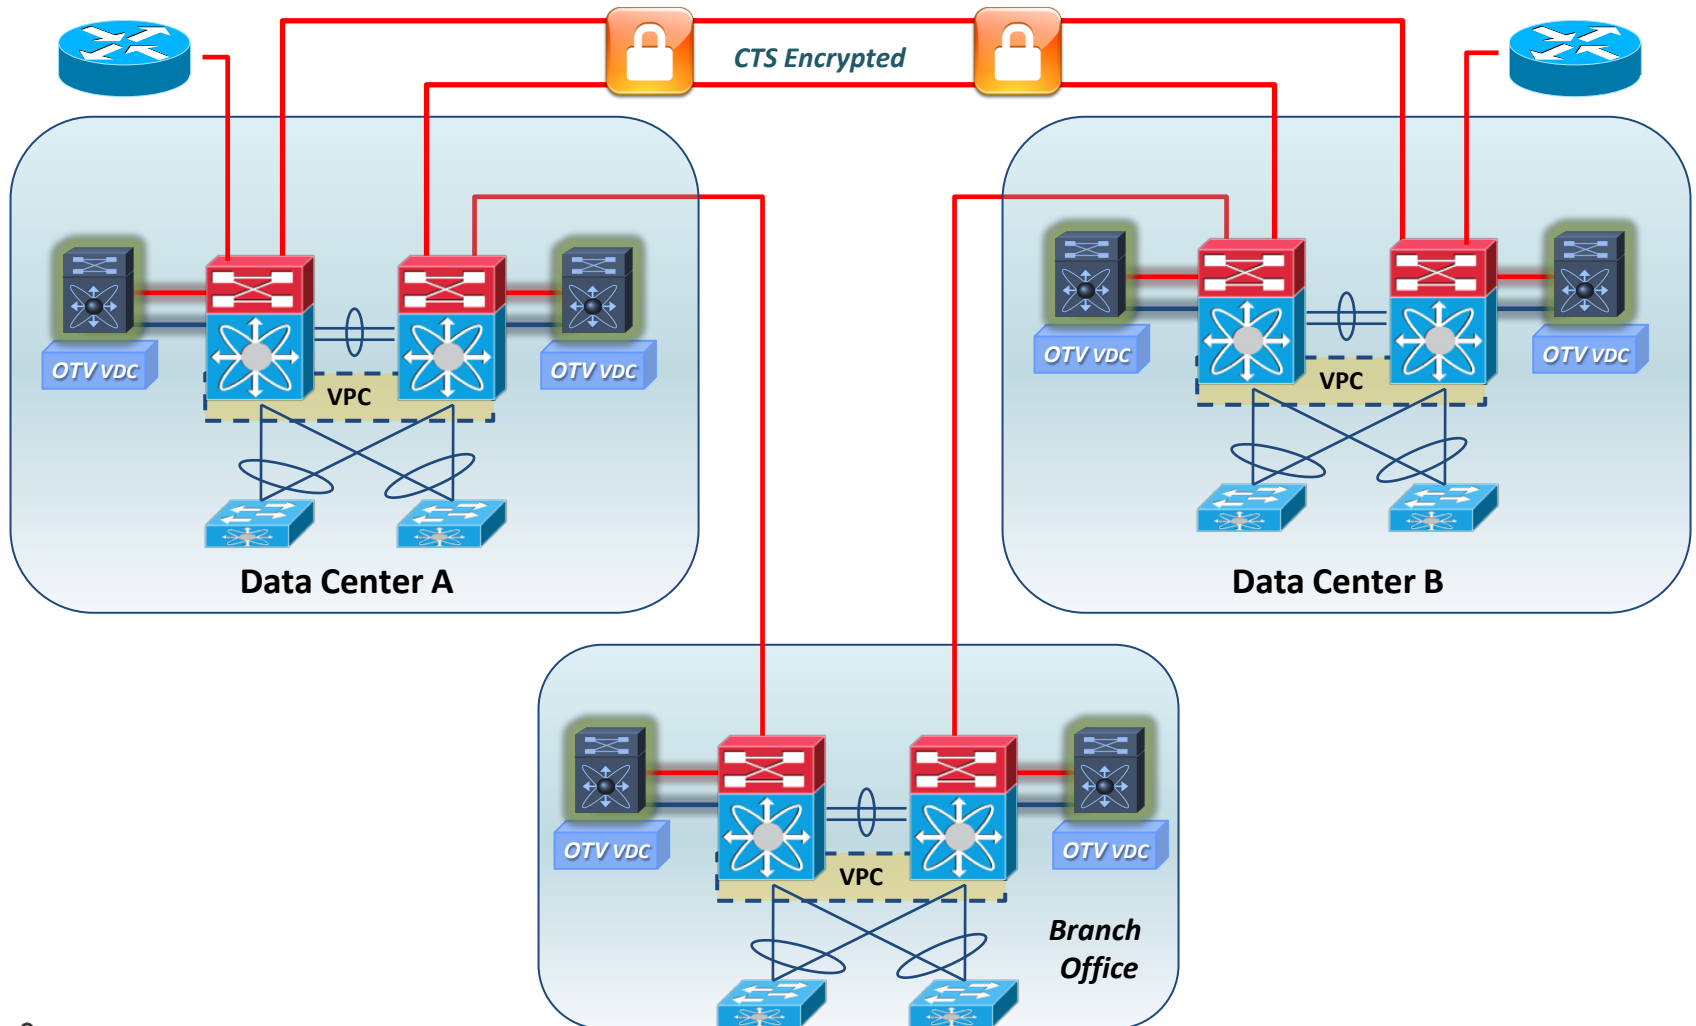 CTS Encrypted
OTV VDC
VPC
OTV VDC
Data Center A
OTV VDC
VPC
OTV VDC
Data Center B
OTV VDC
VPC
OTV VDC
Branch
Office